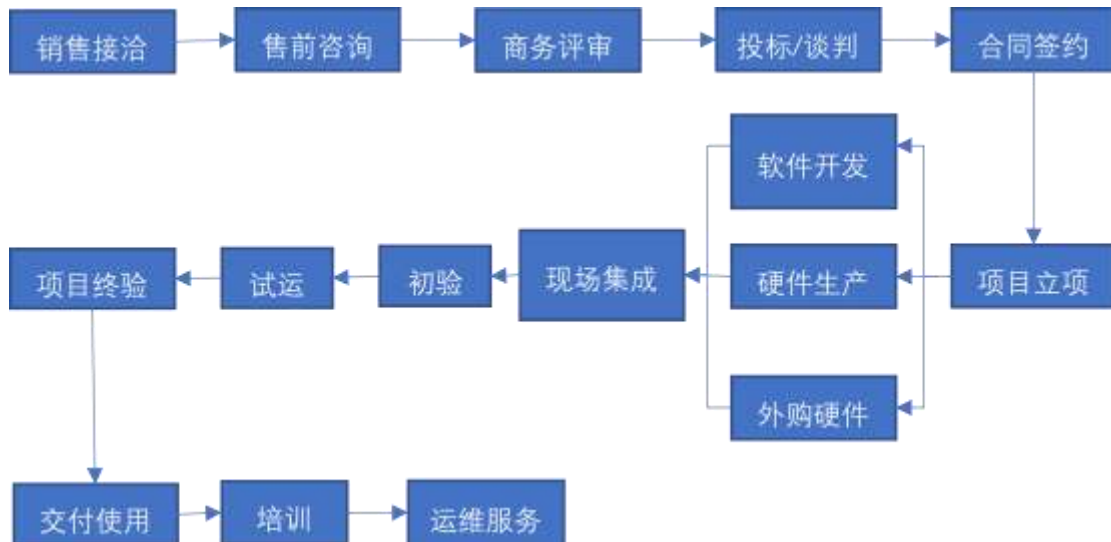 销售接洽
售前咨询
商务评审
投标/谈判
合同签约
软件开发
项目终验
试运
初验
现场集成
硬件生产
项目立项
外购硬件
交付使用
培训
运维服务